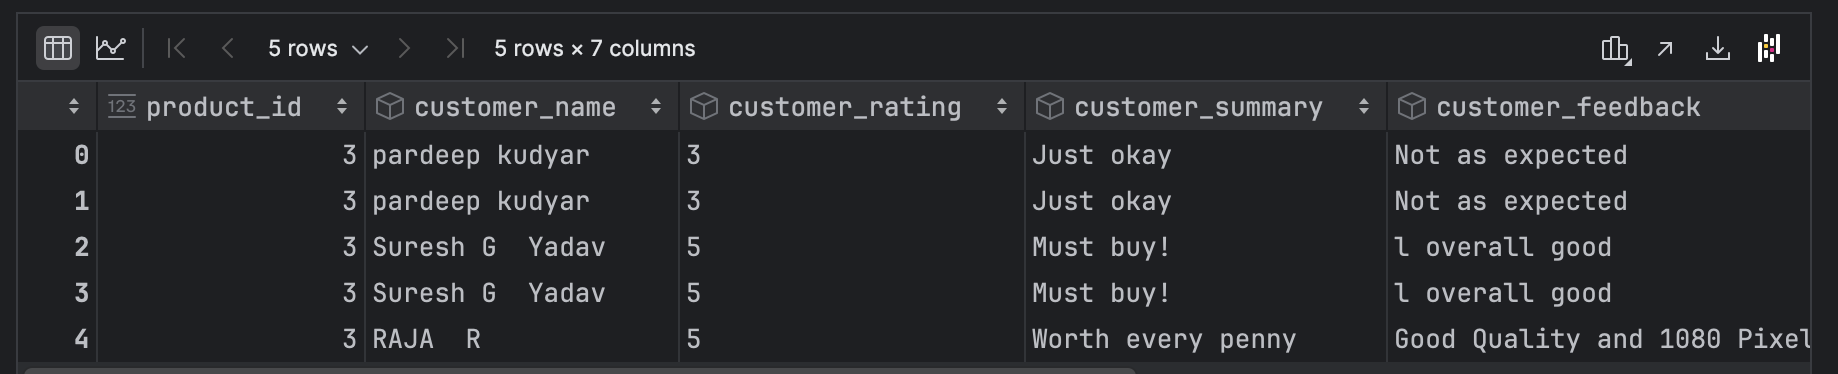 5 rows 5 rows × 7 columns
123 product_id customer_name customer_rating customer_summary customer_feedback
0 3 pardeep kudyar 3 Just okay Not as expected
1 3 pardeep kudyar 3 Just okay Not as expected
2 3 Suresh G  Yadav 5 Must buy! l overall good
3 3 Suresh G  Yadav 5 Must buy! l overall good
4 3 RAJA  R 5 Worth every penny Good Quality and 1080 Pixel